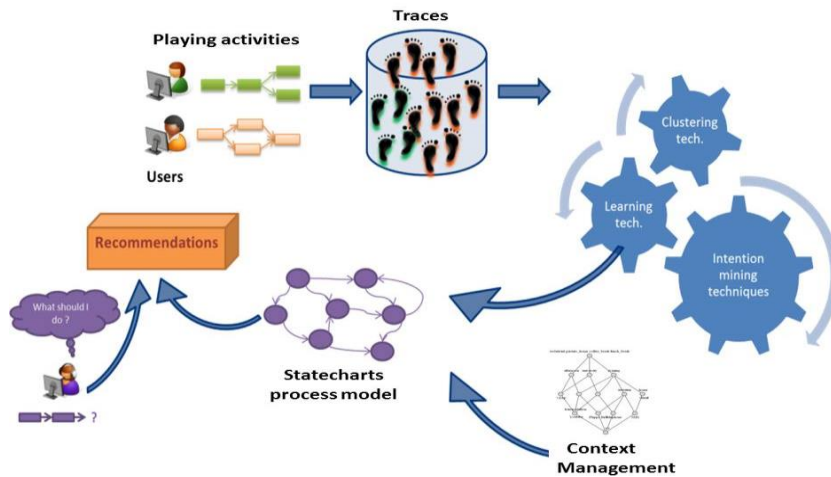 Traces
Playing activities
Users
Clustering
tech.
Learning
tech.
Intention
mining
techniques
Recommendations
What should I
do ?
?
Statecharts
process model
Context
Management